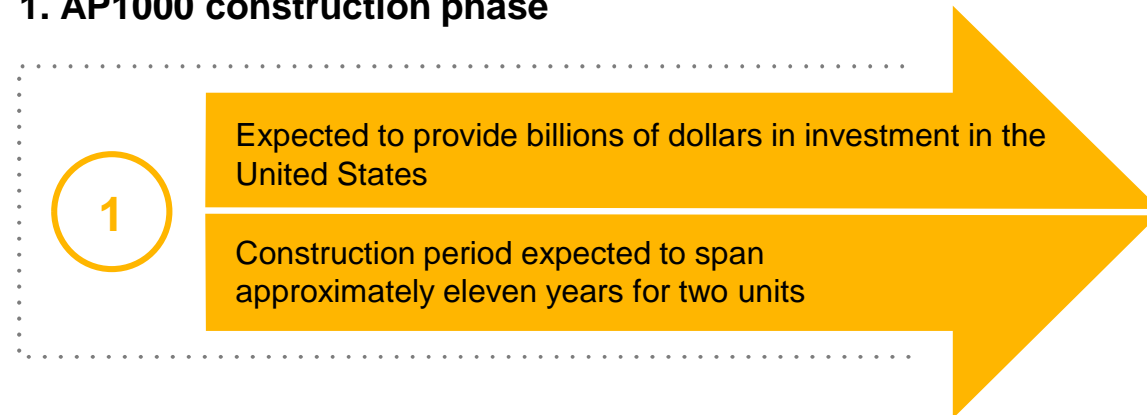 1. AP1000 construction phase
Expected to provide billions of dollars in investment in the
United States
1
Construction period expected to span
approximately eleven years for two units